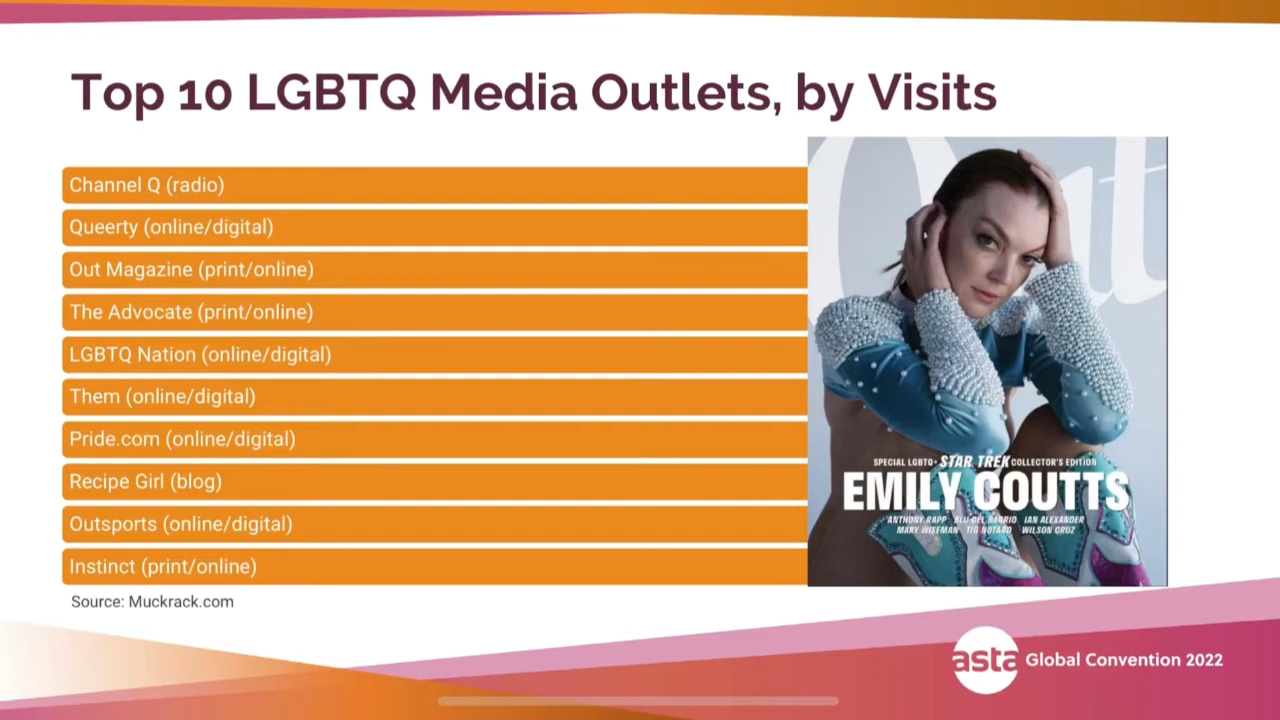 Top 10 LGBTQ Media Outlets, by Visits
Channel Q (radio)
Queerty (online/digital)
Out Magazine (print/online)
The Advocate (print/online)
LGBTQ Nation (online/digital)
Them (online/digital)
Pride.com (online/digital)
Recipe Girl (blog)
Outsports (online/digital)
Instinct (print/online)
Source: Muckrack.com
Out
SPECIAL LGBTQ+ STAR TREK COLLECTOR'S EDITION
EMILY COUTTS
ANTHONY RAPP BLU DEL BARRIO IAN ALEXANDER
MARY WISEMAN TIG NOTARO WILSON CRUZ
asta Global Convention 2022